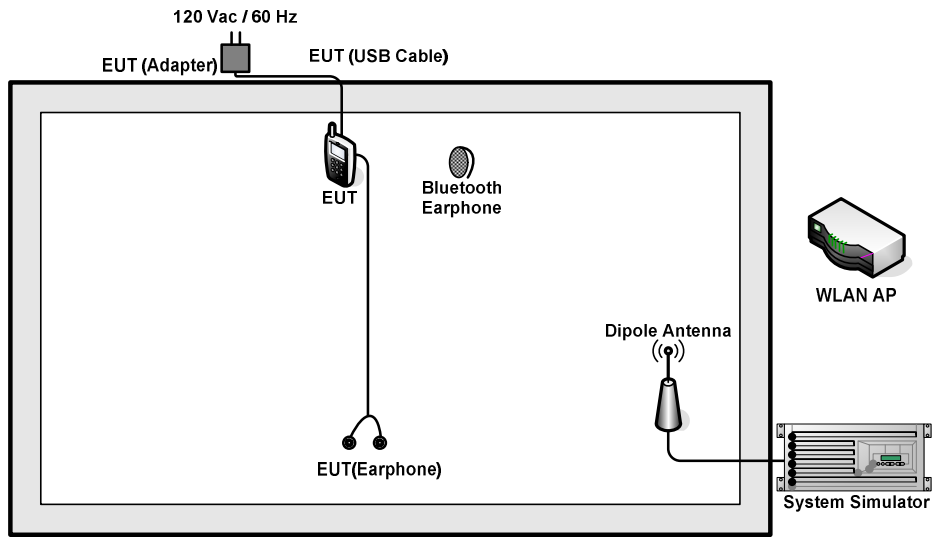 120 Vac / 60 Hz
EUT (USB Cable)
EUT (Adapter)
EUT
Bluetooth
Earphone
WLAN AP
Dipole Antenna
EUT(Earphone)
System Simulator